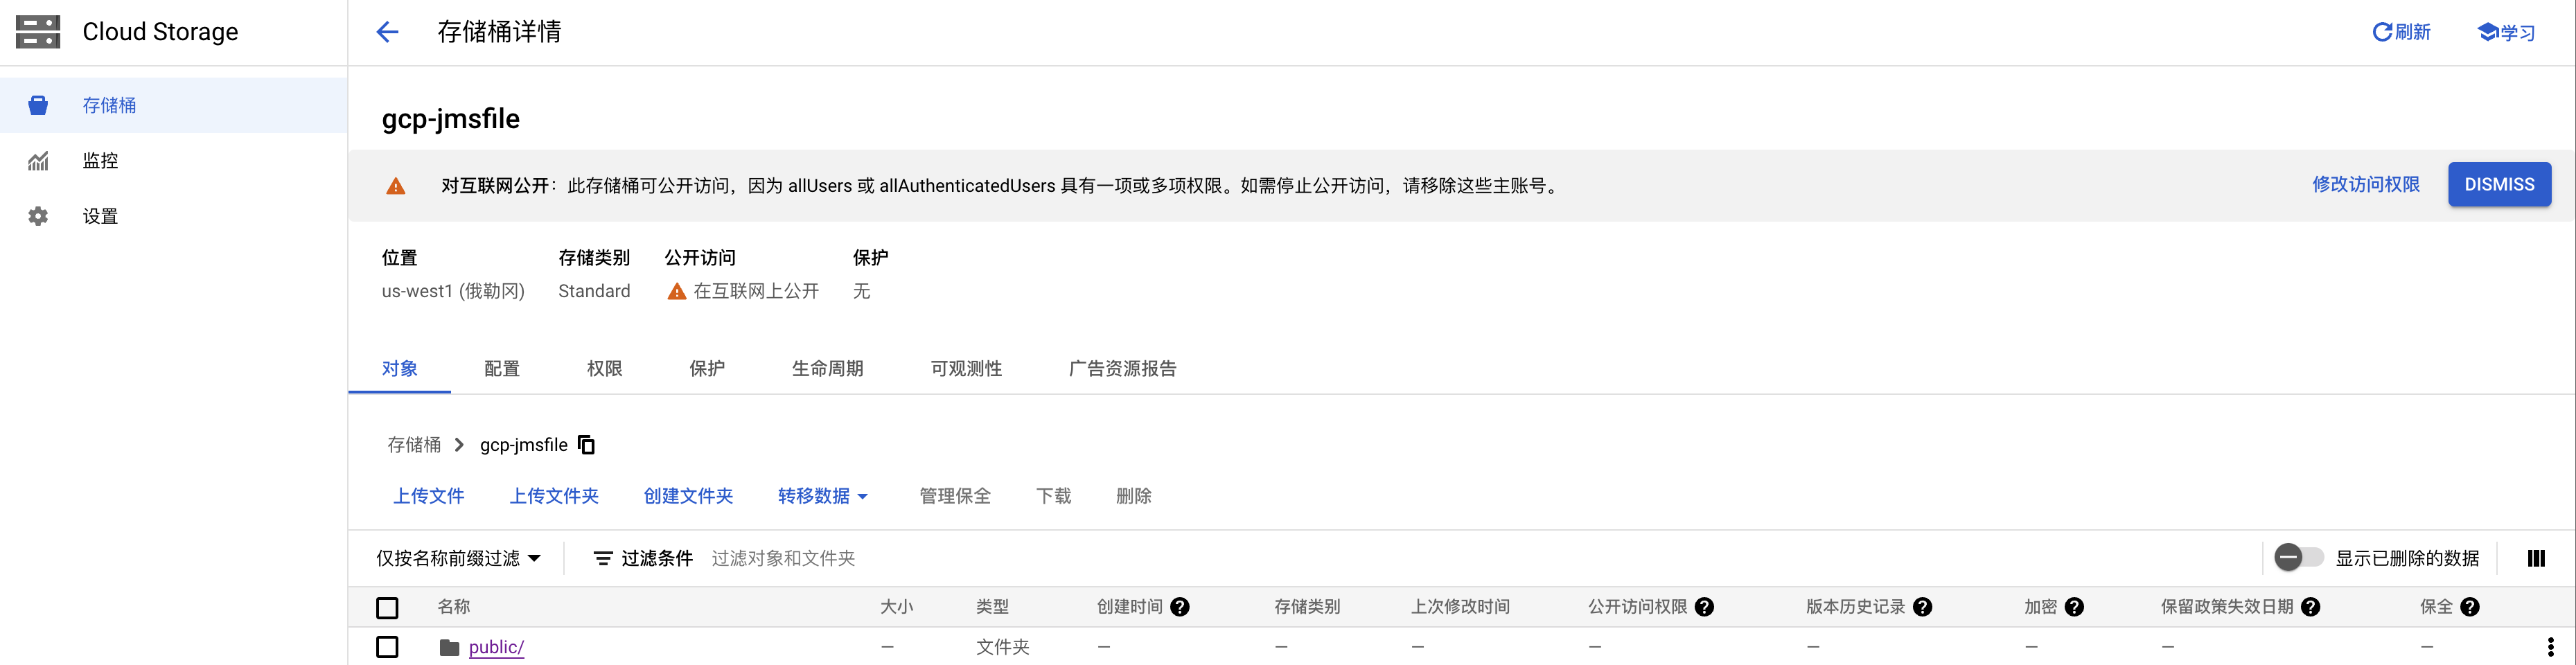 Cloud Storage
存储桶详情
刷新
学习
存储桶
监控
设置
gcp-jmsfile
对互联网公开：此存储桶可公开访问，因为 allUsers 或 allAuthenticatedUsers 具有一项或多项权限。如需停止公开访问，请移除这些主账号。
修改访问权限
DISMISS
位置 存储类别 公开访问 保护
us-west1 (俄勒冈) Standard 在互联网上公开 无
对象 配置 权限 保护 生命周期 可观测性 广告资源报告
存储桶 gcp-jmsfile
上传文件 上传文件夹 创建文件夹 转移数据 管理保全 下载 删除
仅按名称前缀过滤 过滤条件 过滤对象和文件夹 显示已删除的数据
名称 大小 类型 创建时间 存储类别 上次修改时间 公开访问权限 版本历史记录 加密 保留政策失效日期 保全
public/ — 文件夹 — — — — — — — —